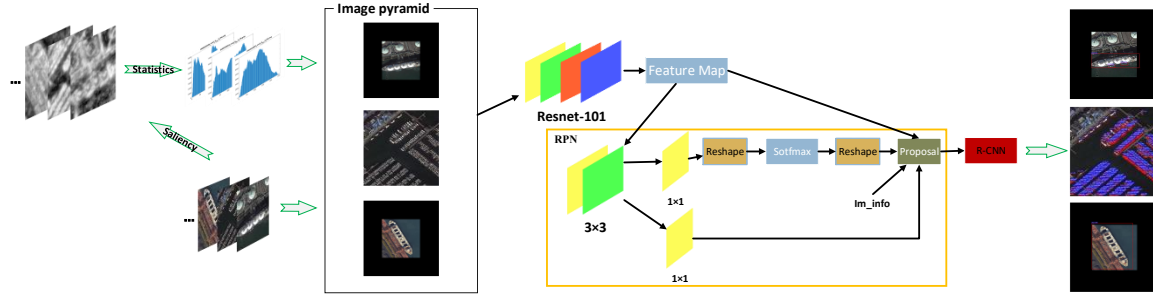 Image pyramid
...
Statistics
Saliency
...
Resnet-101
Feature Map
RPN
Reshape
Sotfmax
Reshape
Proposal
R-CNN
1×1
Im_info
3×3
1×1